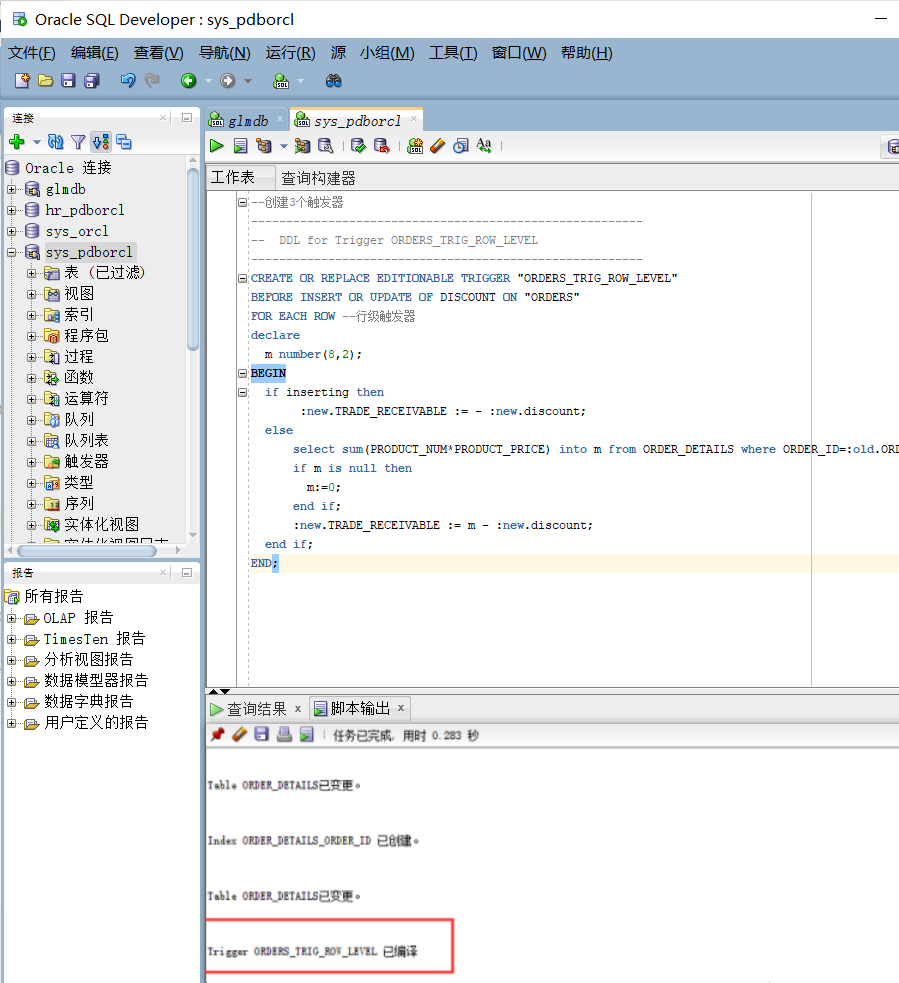 Oracle SQL Developer : sys_pdborcl
文件(F) 编辑(E) 查看(V) 导航(N) 运行(R) 源 小组(M) 工具(T) 窗口(W) 帮助(H)
连接
Oracle 连接
glmdb
hr_pdborcl
sys_orcl
sys_pdborcl
表 (已过滤)
视图
索引
程序包
过程
函数
运算符
队列
队列表
触发器
类型
序列
实体化视图
实体化视图日志
报告
所有报告
OLAP 报告
TimesTen 报告
分析视图报告
数据模型器报告
数据字典报告
用户定义的报告
glmdb sys_pdborcl
工作表 查询构建器
--创建3个触发器
--------------------------------------------------------
--  DDL for Trigger ORDERS_TRIG_ROW_LEVEL
--------------------------------------------------------
CREATE OR REPLACE EDITIONABLE TRIGGER "ORDERS_TRIG_ROW_LEVEL"
BEFORE INSERT OR UPDATE OF DISCOUNT ON "ORDERS"
FOR EACH ROW --行级触发器
declare
m number(8,2);
BEGIN
if inserting then
:new.TRADE_RECEIVABLE := - :new.discount;
else
select sum(PRODUCT_NUM*PRODUCT_PRICE) into m from ORDER_DETAILS where ORDER_ID=:old.ORD
if m is null then
m:=0;
end if;
:new.TRADE_RECEIVABLE := m - :new.discount;
end if;
END;
查询结果 x 脚本输出 x
任务已完成, 用时 0.283 秒
Table ORDER_DETAILS已变更。
Index ORDER_DETAILS_ORDER_ID 已创建。
Table ORDER_DETAILS已变更。
Trigger ORDERS_TRIG_ROW_LEVEL 已编译